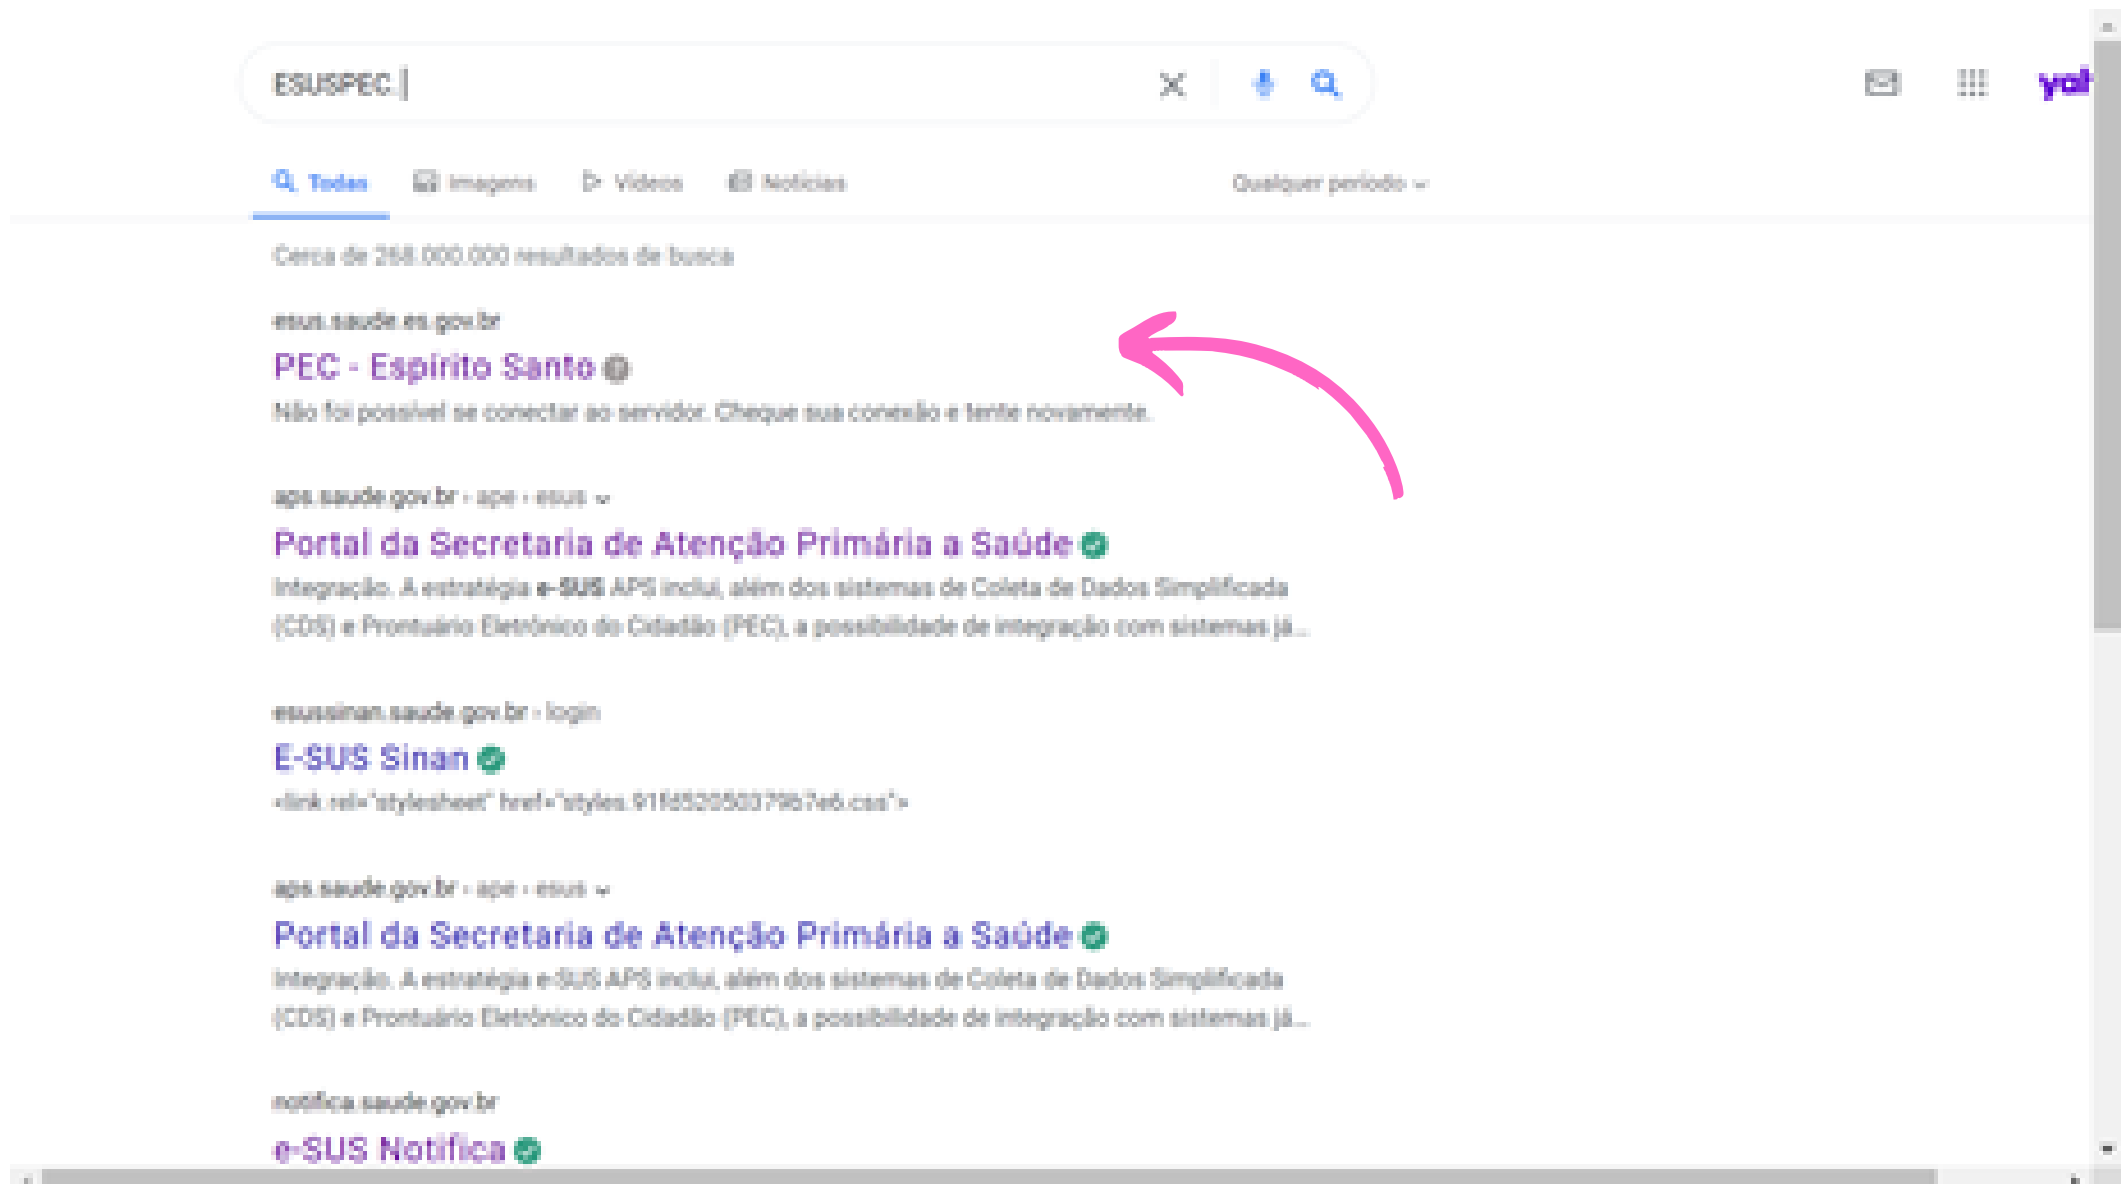 ESUSPEC.
Todas Imagens Vídeos Notícias Qualquer período
Cerca de 268.000.000 resultados de busca
esus.saude.es.gov.br
PEC - Espírito Santo
Não foi possível se conectar ao servidor. Cheque sua conexão e tente novamente.
aps.saude.gov.br › ape › esus
Portal da Secretaria de Atenção Primária a Saúde
Integração. A estratégia e-SUS APS inclui, além dos sistemas de Coleta de Dados Simplificada
(CDS) e Prontuário Eletrônico do Cidadão (PEC), a possibilidade de integração com sistemas já...
esussinan.saude.gov.br › login
E-SUS Sinan
<link rel="stylesheet"
aps.saude.gov.br › ape › esus
Portal da Secretaria de Atenção Primária a Saúde
Integração. A estratégia e-SUS APS inclui, além dos sistemas de Coleta de Dados Simplificada
(CDS) e Prontuário Eletrônico do Cidadão (PEC), a possibilidade de integração com sistemas já...
notifica.saude.gov.br
e-SUS Notifica